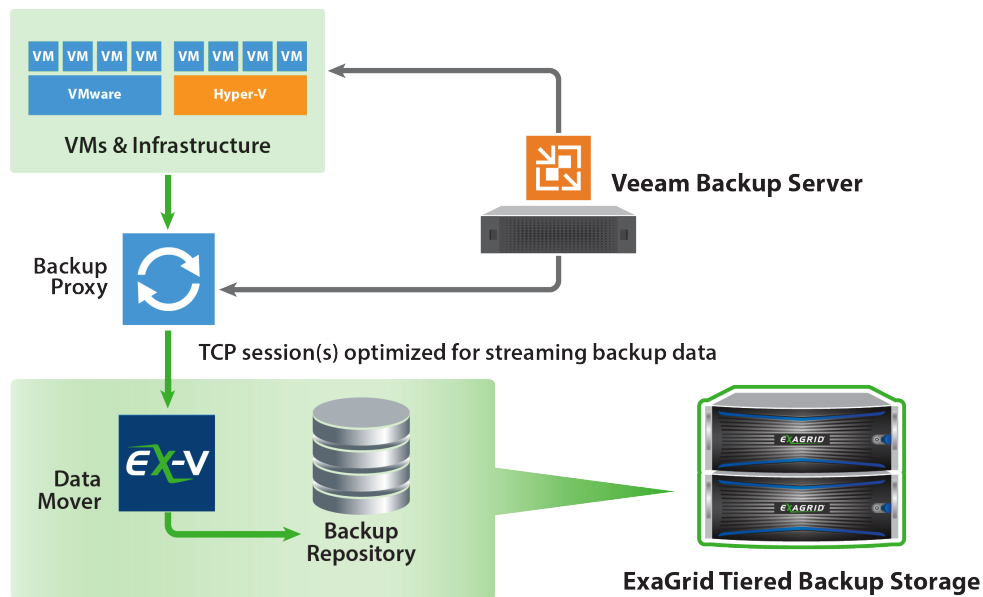 VM VM VM VM VM VM VM VM
VMware
Hyper-V
VMs & Infrastructure
Veeam Backup Server
Backup
Proxy
TCP session(s) optimized for streaming backup data
EX-V
Data
Mover
Backup
Repository
EXAGRID
EXAGRID
ExaGrid Tiered Backup Storage